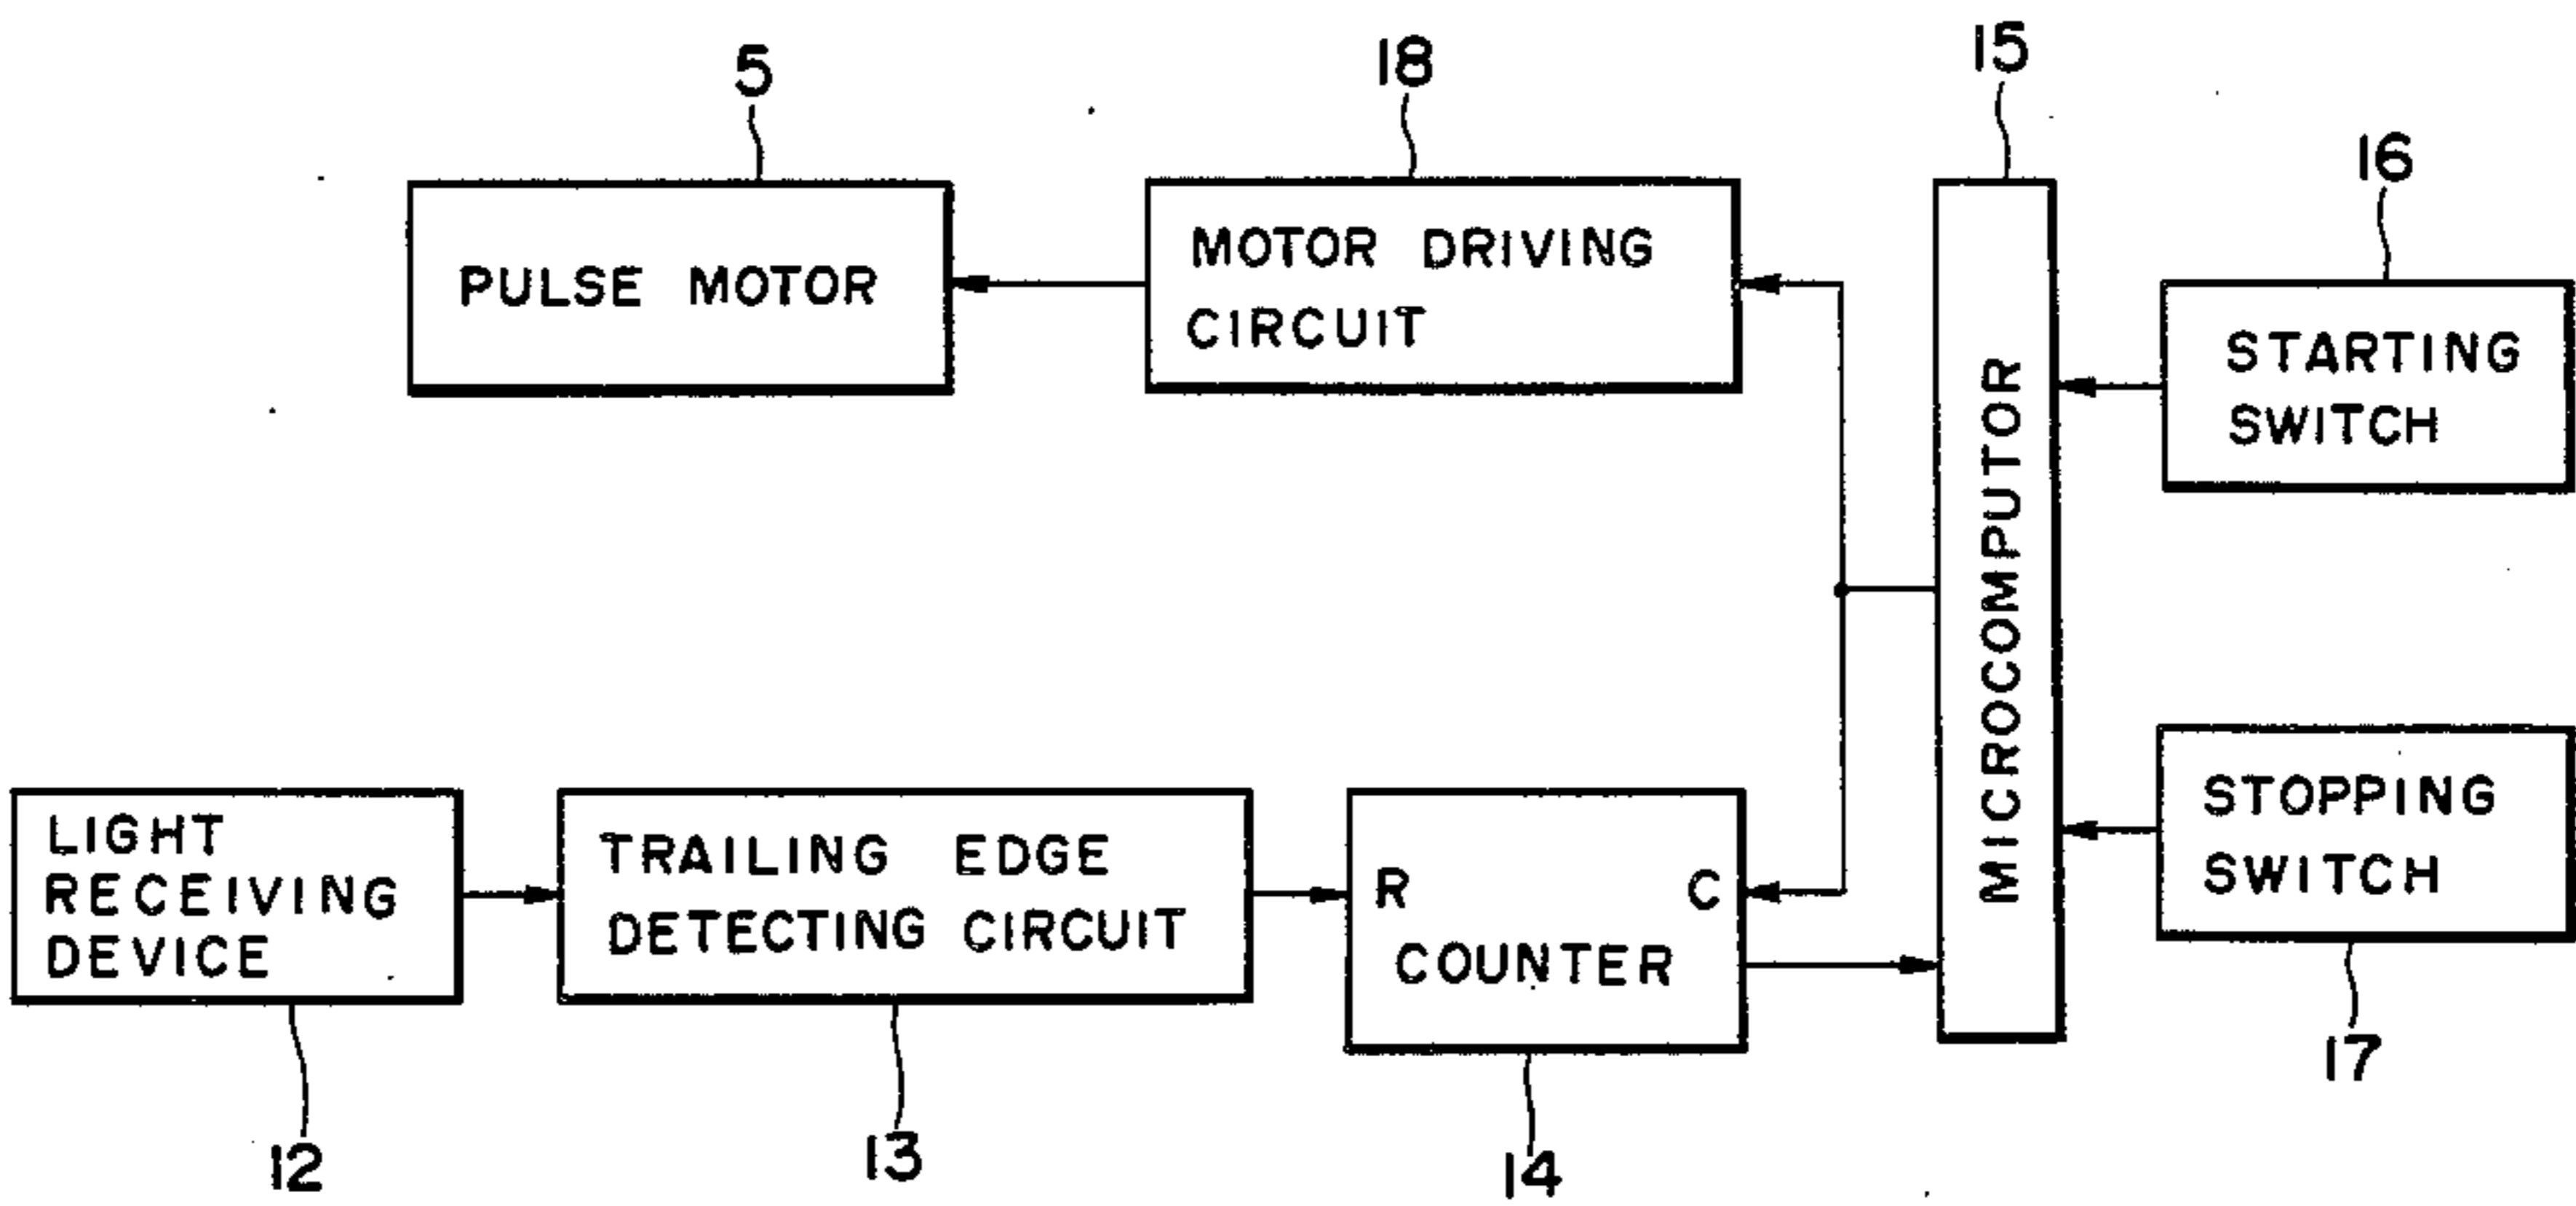 5
18
15
16
PULSE MOTOR
MOTOR DRIVING
CIRCUIT
MICROCOMPUTOR
STARTING
SWITCH
LIGHT
RECEIVING
DEVICE
TRAILING EDGE
DETECTING CIRCUIT
R C
COUNTER
STOPPING
SWITCH
12
13
14
17